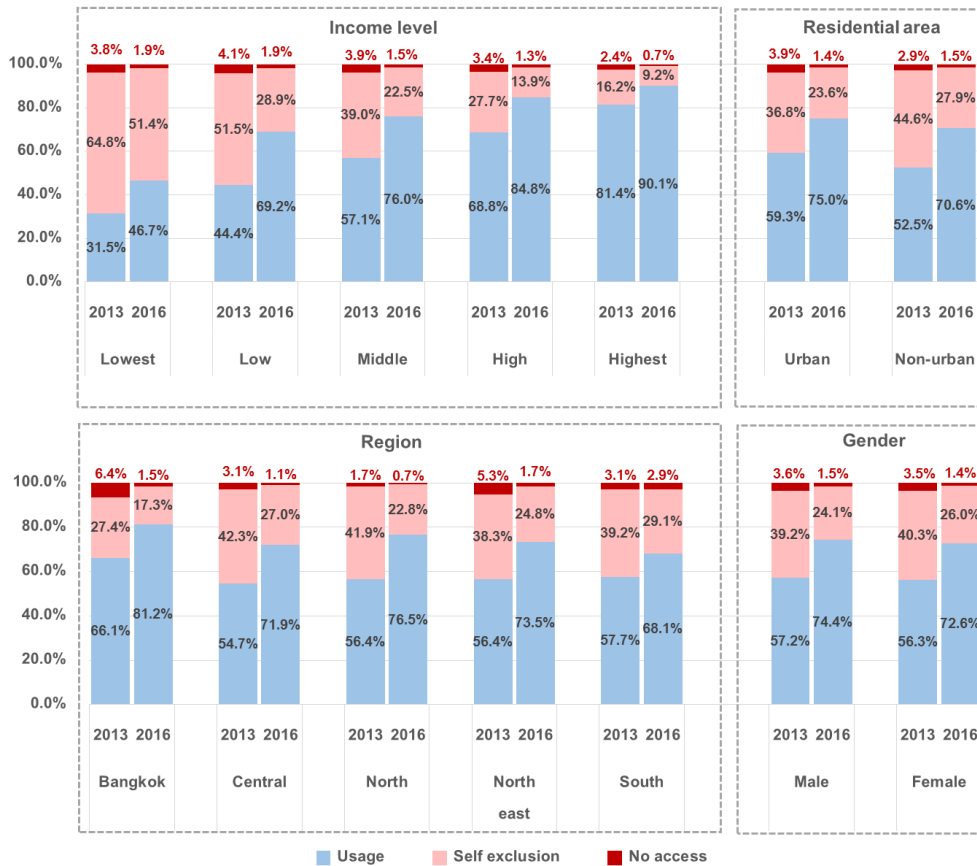 Income level
3.8% 1.9% 4.1% 1.9% 3.9% 1.5% 3.4% 1.3% 2.4% 0.7%
100.0%
80.0%
60.0%
40.0%
20.0%
0.0%
64.8% 51.4% 51.5% 28.9% 39.0% 22.5% 27.7% 13.9% 16.2% 9.2%
31.5% 46.7% 44.4% 69.2% 57.1% 76.0% 68.8% 84.8% 81.4% 90.1%
2013 2016 2013 2016 2013 2016 2013 2016 2013 2016
Lowest Low Middle High Highest
Residential area
3.9% 1.4% 2.9% 1.5%
36.8% 23.6% 44.6% 27.9%
59.3% 75.0% 52.5% 70.6%
2013 2016 2013 2016
Urban Non-urban
Region
6.4% 1.5% 3.1% 1.1% 1.7% 0.7% 5.3% 1.7% 3.1% 2.9%
100.0%
80.0%
60.0%
40.0%
20.0%
0.0%
27.4% 17.3% 42.3% 27.0% 41.9% 22.8% 38.3% 24.8% 39.2% 29.1%
66.1% 81.2% 54.7% 71.9% 56.4% 76.5% 56.4% 73.5% 57.7% 68.1%
2013 2016 2013 2016 2013 2016 2013 2016 2013 2016
Bangkok Central North North South
east
Gender
3.6% 1.5% 3.5% 1.4%
39.2% 24.1% 40.3% 26.0%
57.2% 74.4% 56.3% 72.6%
2013 2016 2013 2016
Male Female
Usage Self exclusion No access